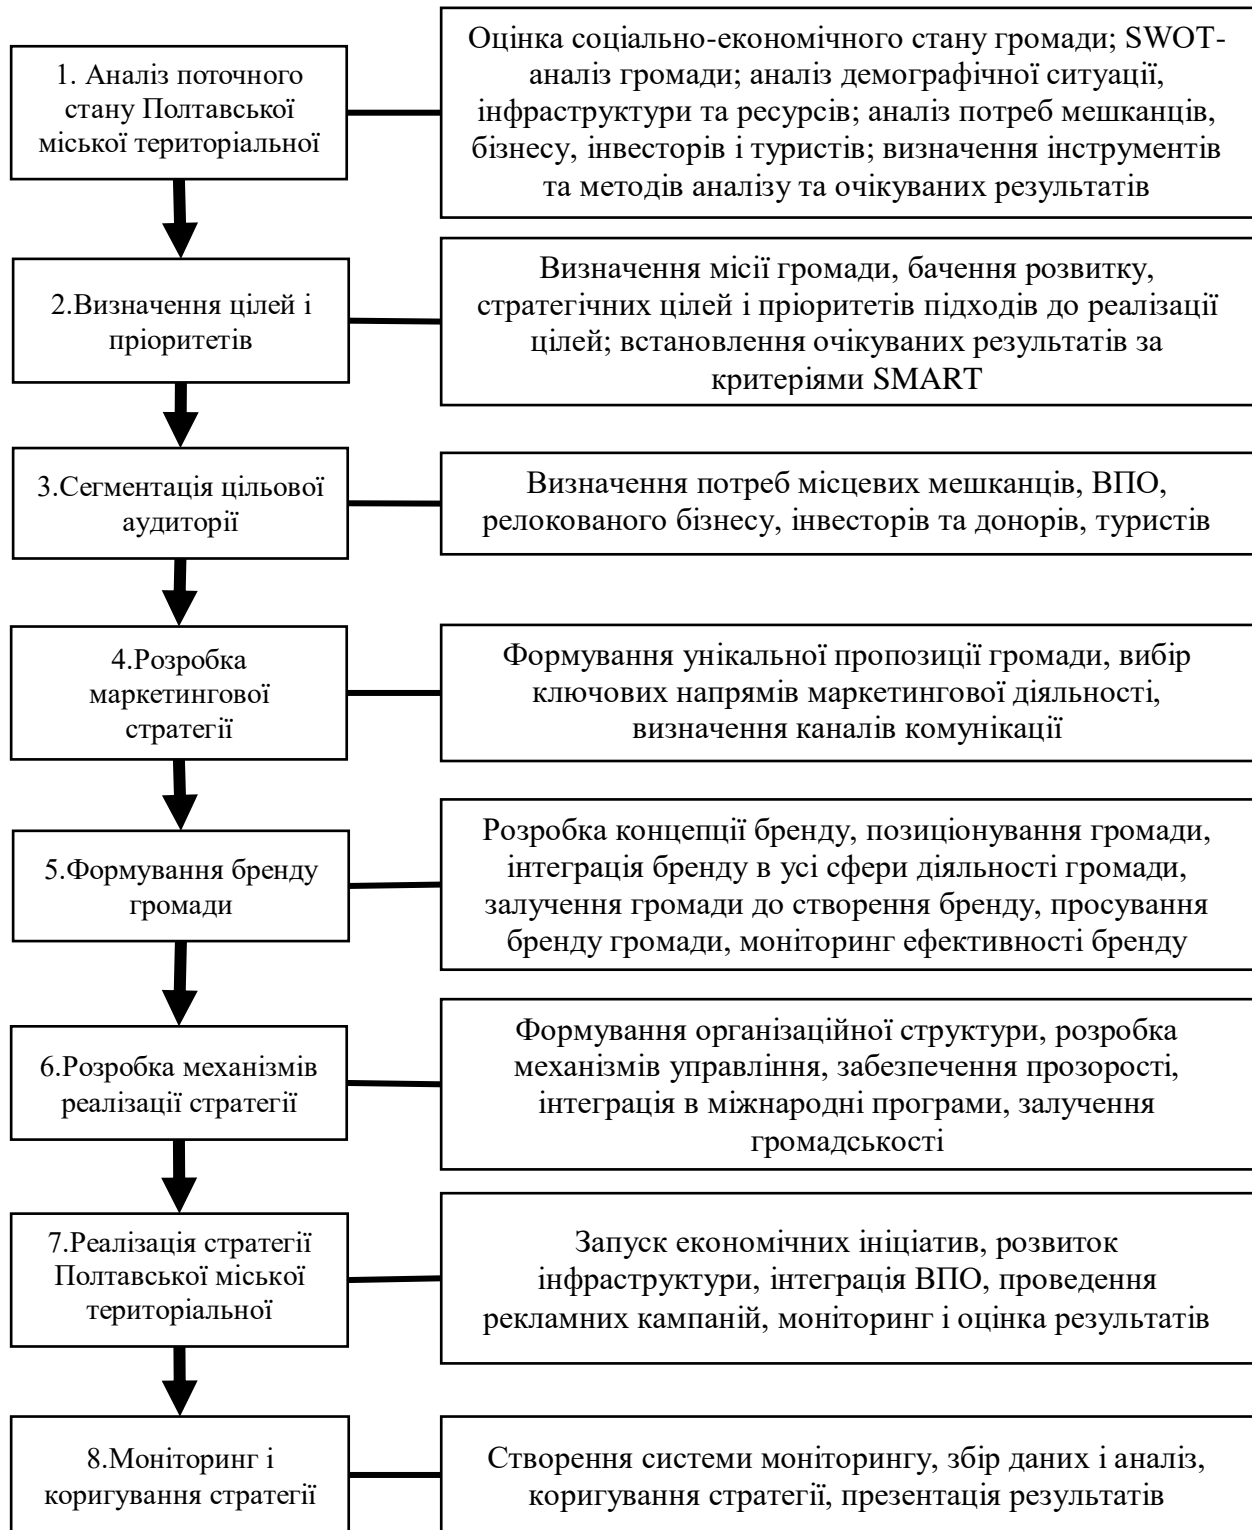 1. Аналіз поточного
стану Полтавської
міської територіальної
Оцінка соціально-економічного стану громади; SWOT-
аналіз громади; аналіз демографічної ситуації,
інфраструктури та ресурсів; аналіз потреб мешканців,
бізнесу, інвесторів і туристів; визначення інструментів
та методів аналізу та очікуваних результатів
2.Визначення цілей і
пріоритетів
Визначення місії громади, бачення розвитку,
стратегічних цілей і пріоритетів підходів до реалізації
цілей; встановлення очікуваних результатів за
критеріями SMART
3.Сегментація цільової
аудиторії
Визначення потреб місцевих мешканців, ВПО,
релокованого бізнесу, інвесторів та донорів, туристів
4.Розробка
маркетингової
стратегії
Формування унікальної пропозиції громади, вибір
ключових напрямів маркетингової діяльності,
визначення каналів комунікації
5.Формування бренду
громади
Розробка концепції бренду, позиціонування громади,
інтеграція бренду в усі сфери діяльності громади,
залучення громади до створення бренду, просування
бренду громади, моніторинг ефективності бренду
6.Розробка механізмів
реалізації стратегії
Формування організаційної структури, розробка
механізмів управління, забезпечення прозорості,
інтеграція в міжнародні програми, залучення
громадськості
7.Реалізація стратегії
Полтавської міської
територіальної
Запуск економічних ініціатив, розвиток
інфраструктури, інтеграція ВПО, проведення
рекламних кампаній, моніторинг і оцінка результатів
8.Моніторинг і
коригування стратегії
Створення системи моніторингу, збір даних і аналіз,
коригування стратегії, презентація результатів